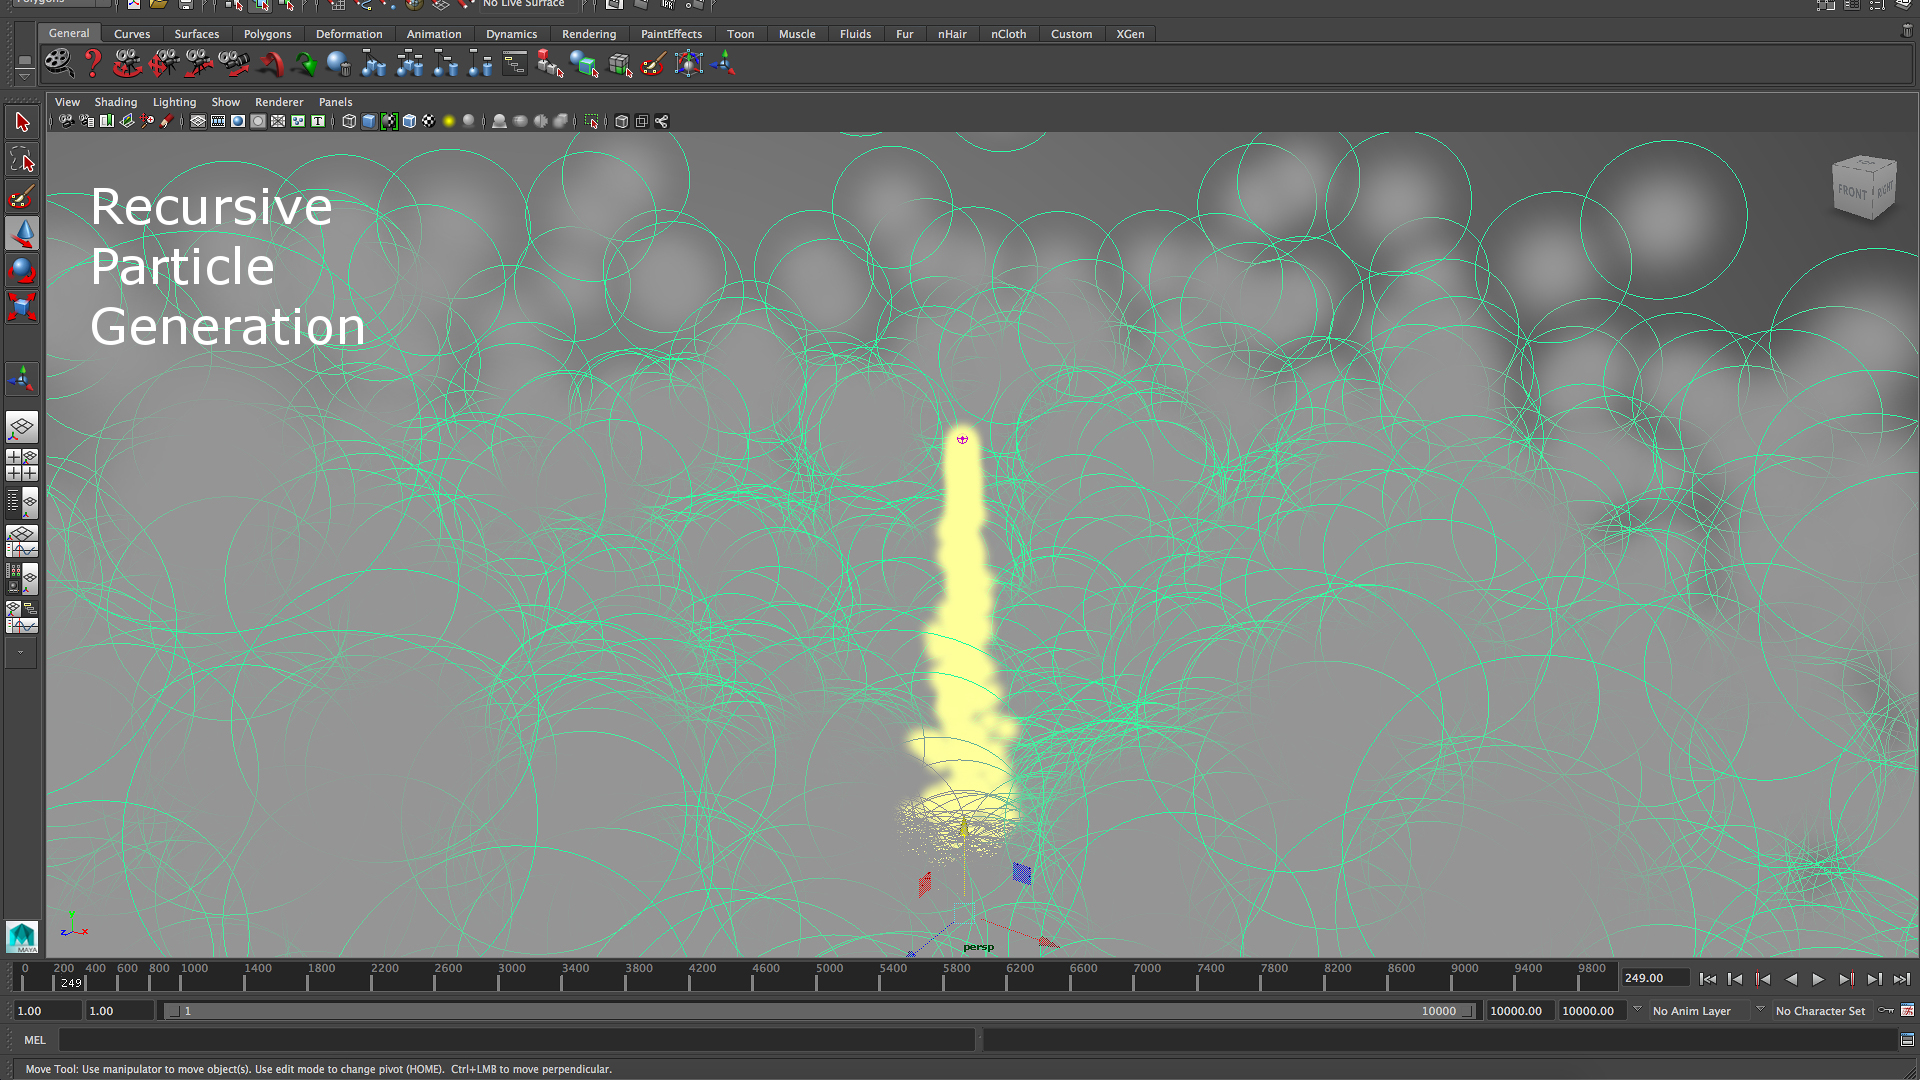 Polygons
No Live Surface
General Curves Surfaces Polygons Deformation Animation Dynamics Rendering PaintEffects Toon Muscle Fluids Fur nHair nCloth Custom XGen
View Shading Lighting Show Renderer Panels
T
TOP
FRONT RIGHT
Recursive
Particle
Generation
persp
z x
MAYA
0 200 400 600 800 1000 1400 1800 2200 2600 3000 3400 3800 4200 4600 5000 5400 5800 6200 6600 7000 7400 7800 8200 8600 9000 9400 9800
249
249.00
1.00 1.00 1 10000 10000.00 10000.00 No Anim Layer No Character Set
MEL
Move Tool: Use manipulator to move object(s). Use edit mode to change pivot (HOME). Ctrl+LMB to move perpendicular.